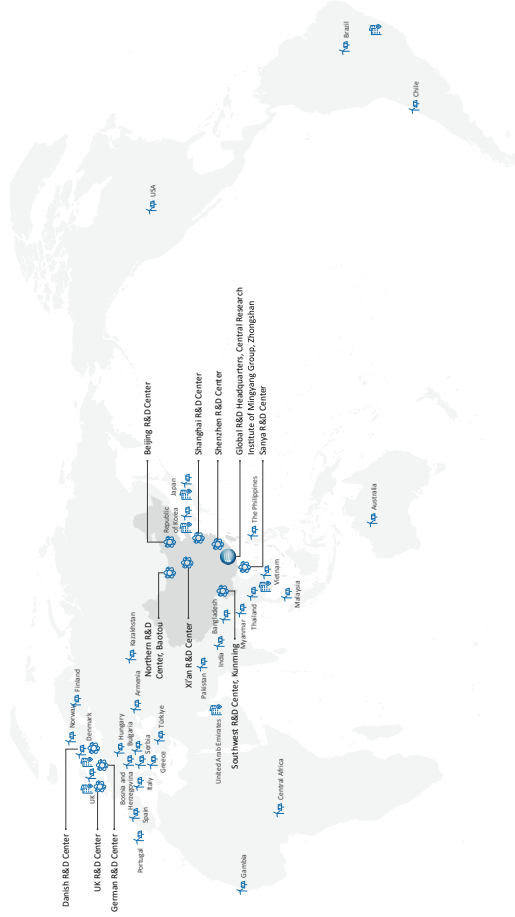 Danish R&D Center
UK R&D Center
German R&D Center
Norway
Finland
Denmark
UK
Hungary
Bulgaria
Serbia
Bosnia and
Herzegovina
Italy
Greece
Türkiye
Spain
Portugal
Armenia
Kazakhstan
Northern R&D
Center, Baotou
Xi'an R&D Center
Pakistan
India
Bangladesh
Myanmar
Thailand
Vietnam
Malaysia
United Arab Emirates
Southwest R&D Center, Kunming
Gambia
Central Africa
Republic
of Korea
Japan
The Philippines
Beijing R&D Center
Shanghai R&D Center
Shenzhen R&D Center
Global R&D Headquarters, Central Research
Institute of Mingyang Group, Zhongshan
Sanya R&D Center
Australia
USA
Brazil
Chile